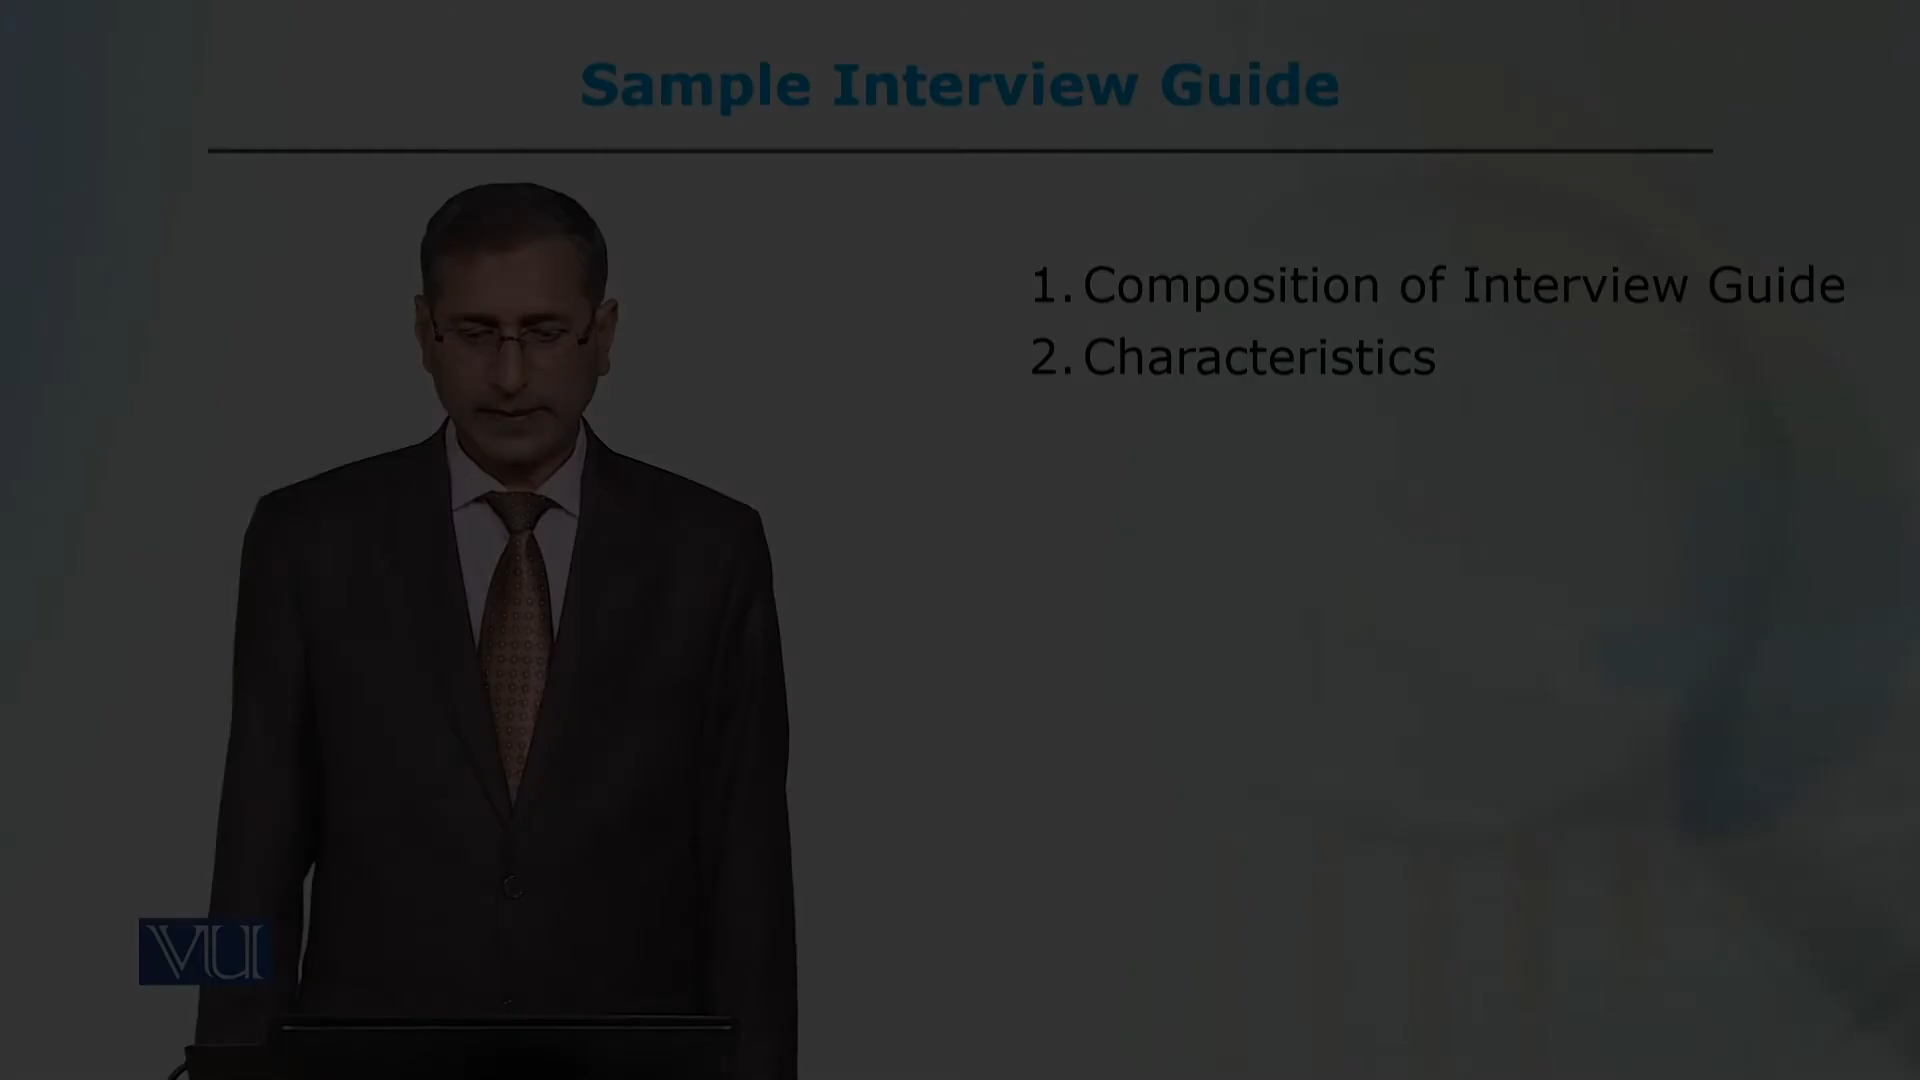 Sample Interview Guide
1. Composition of Interview Guide
2. Characteristics
VU